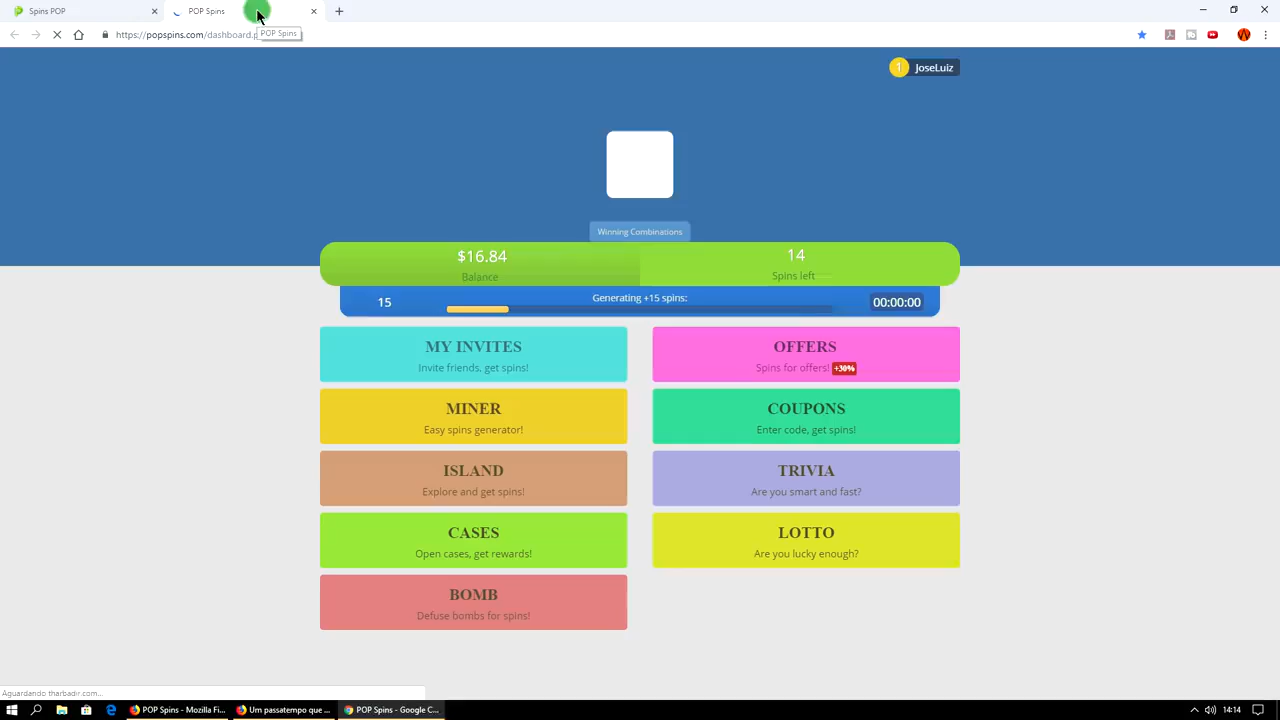 Spins POP
POP Spins
https://popspins.com/dashboard.p
POP Spins
1 JoseLuiz
Winning Combinations
$16.84
Balance
14
Spins left
15
Generating +15 spins:
00:00:00
MY INVITES
Invite friends, get spins!
OFFERS
Spins for offers! +30%
MINER
Easy spins generator!
COUPONS
Enter code, get spins!
ISLAND
Explore and get spins!
TRIVIA
Are you smart and fast?
CASES
Open cases, get rewards!
LOTTO
Are you lucky enough?
BOMB
Defuse bombs for spins!
Aguardando tharbadir.com...
POP Spins - Mozilla Fi...
Um passatempo que ...
POP Spins - Google C...
14:14